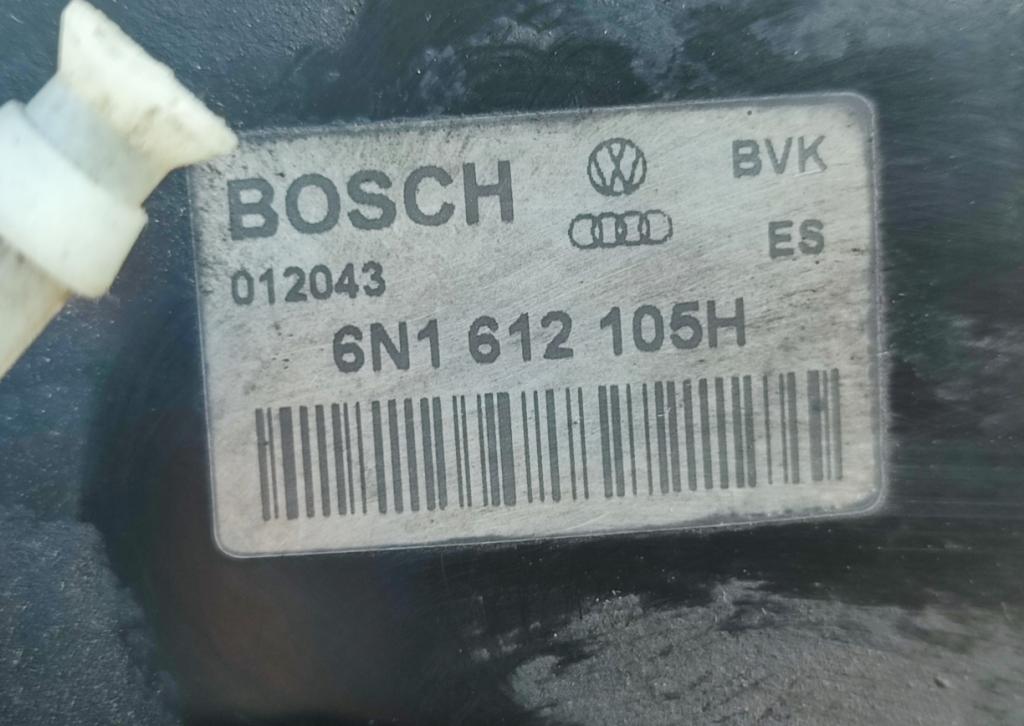 BOSCH BVK
ES
012043
6N1 612 105H